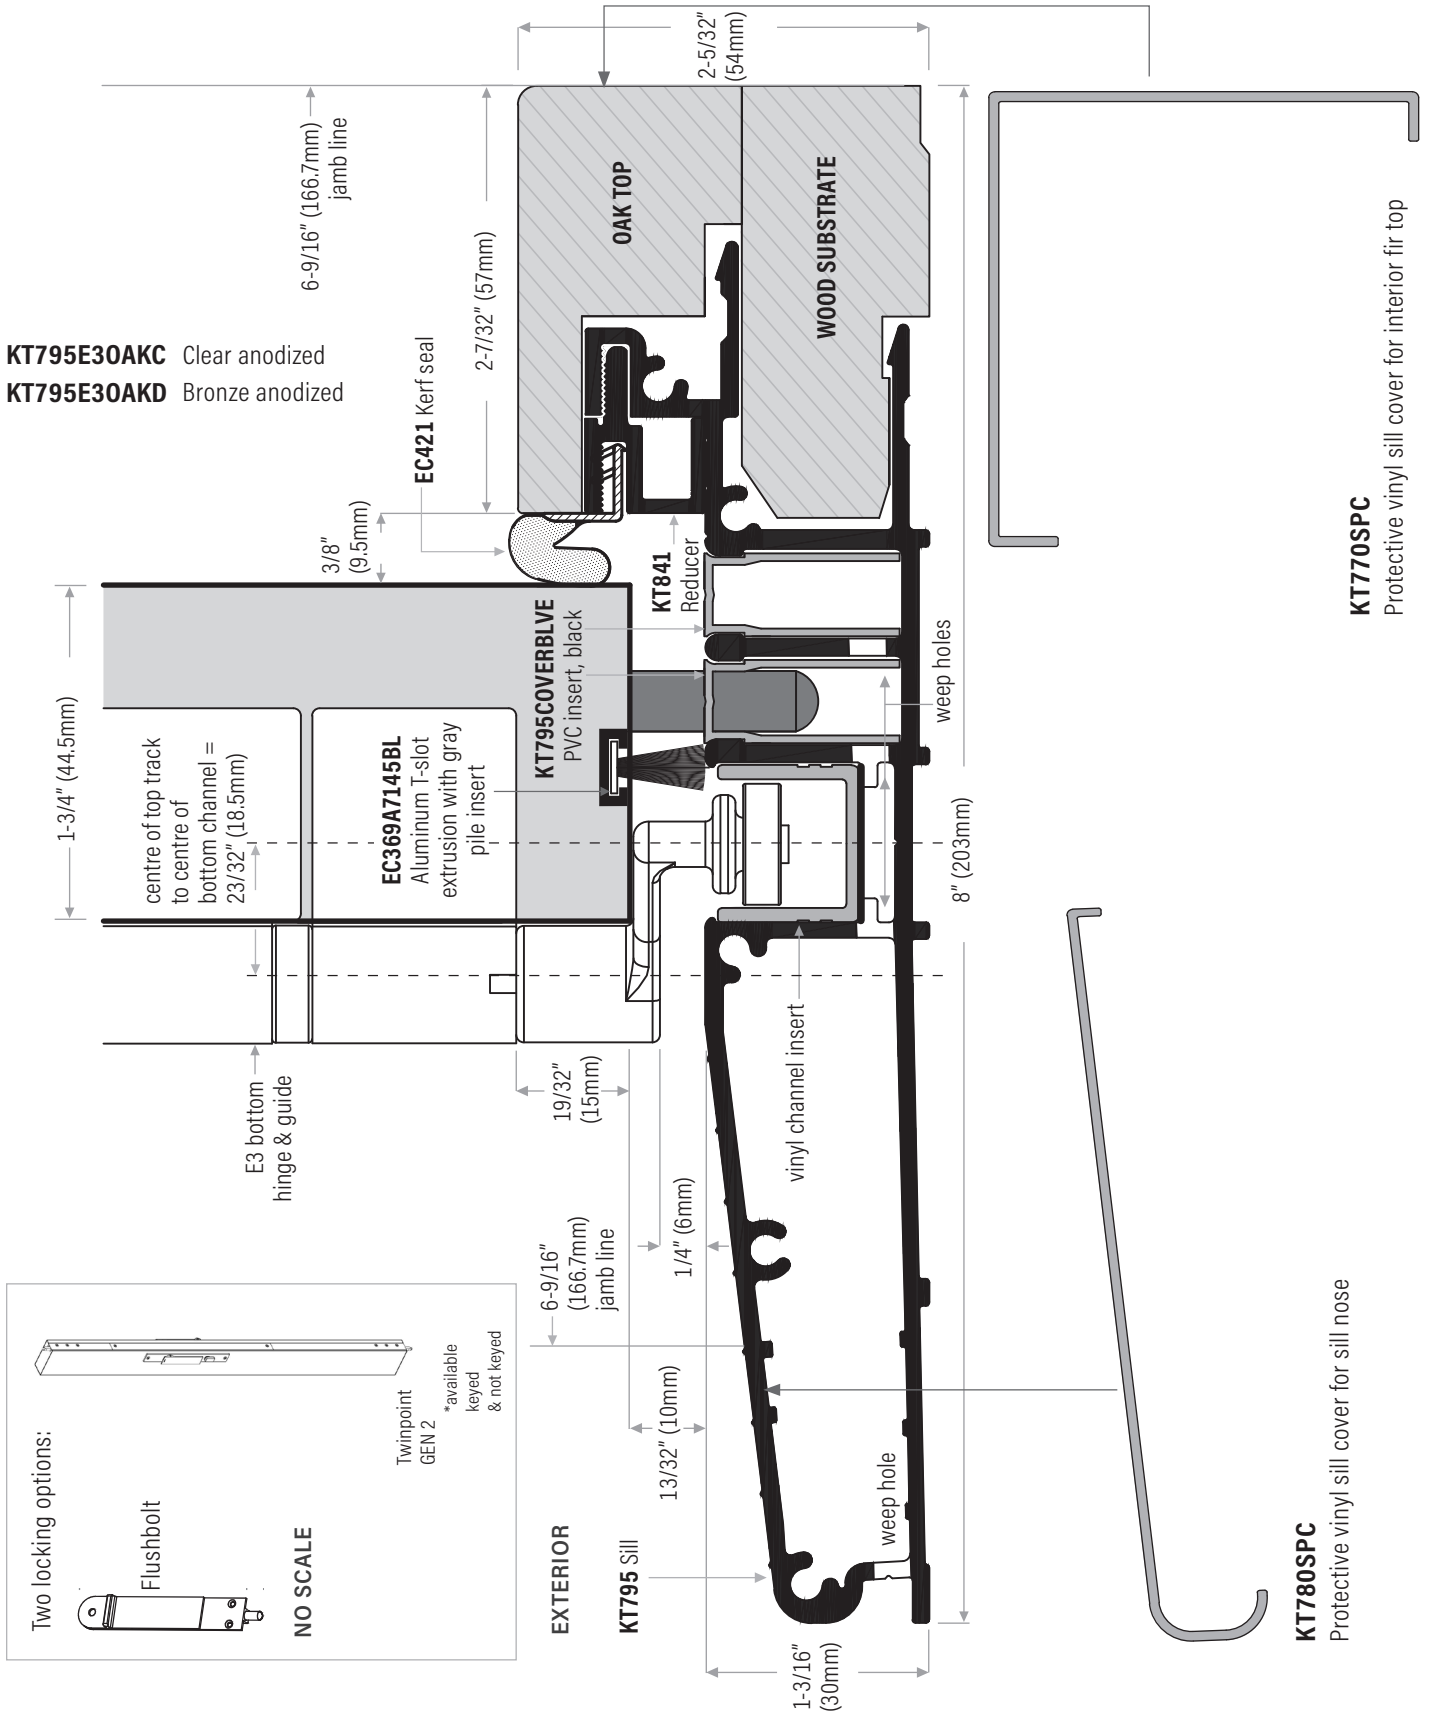 KT795E3OAKC Clear anodized
KT795E3OAKD Bronze anodized
6-9/16" (166.7mm)
jamb line
2-5/32"
(54mm)
2-7/32" (57mm)
OAK TOP
WOOD SUBSTRATE
EC421 Kerf seal
3/8"
(9.5mm)
KT841
Reducer
1-3/4" (44.5mm)
centre of top track
to centre of
bottom channel =
23/32" (18.5mm)
EC369A7145BL
Aluminum T-slot
extrusion with gray
pile insert
KT795COVERBLVE
PVC insert, black
weep holes
8" (203mm)
E3 bottom
hinge & guide
19/32"
(15mm)
vinyl channel insert
1/4" (6mm)
6-9/16"
(166.7mm)
jamb line
13/32" (10mm)
Two locking options:
Flushbolt
Twinpoint
GEN 2
*available
keyed
& not keyed
NO SCALE
EXTERIOR
KT795 Sill
weep hole
1-3/16"
(30mm)
KT770SPC
Protective vinyl sill cover for interior fir top
KT780SPC
Protective vinyl sill cover for sill nose